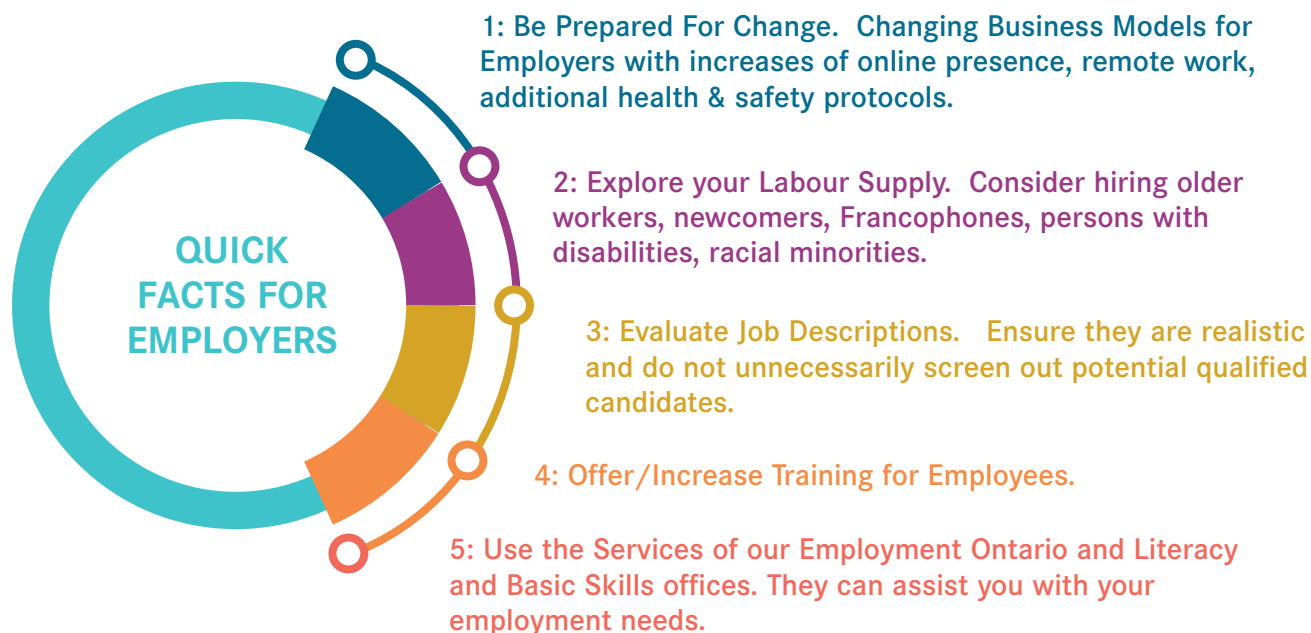 QUICK
FACTS FOR
EMPLOYERS
1: Be Prepared For Change.  Changing Business Models for
Employers with increases of online presence, remote work,
additional health & safety protocols.
2: Explore your Labour Supply.  Consider hiring older
workers, newcomers, Francophones, persons with
disabilities, racial minorities.
3: Evaluate Job Descriptions.   Ensure they are realistic
and do not unnecessarily screen out potential qualified
candidates.
4: Offer/Increase Training for Employees.
5: Use the Services of our Employment Ontario and Literacy
and Basic Skills offices. They can assist you with your
employment needs.